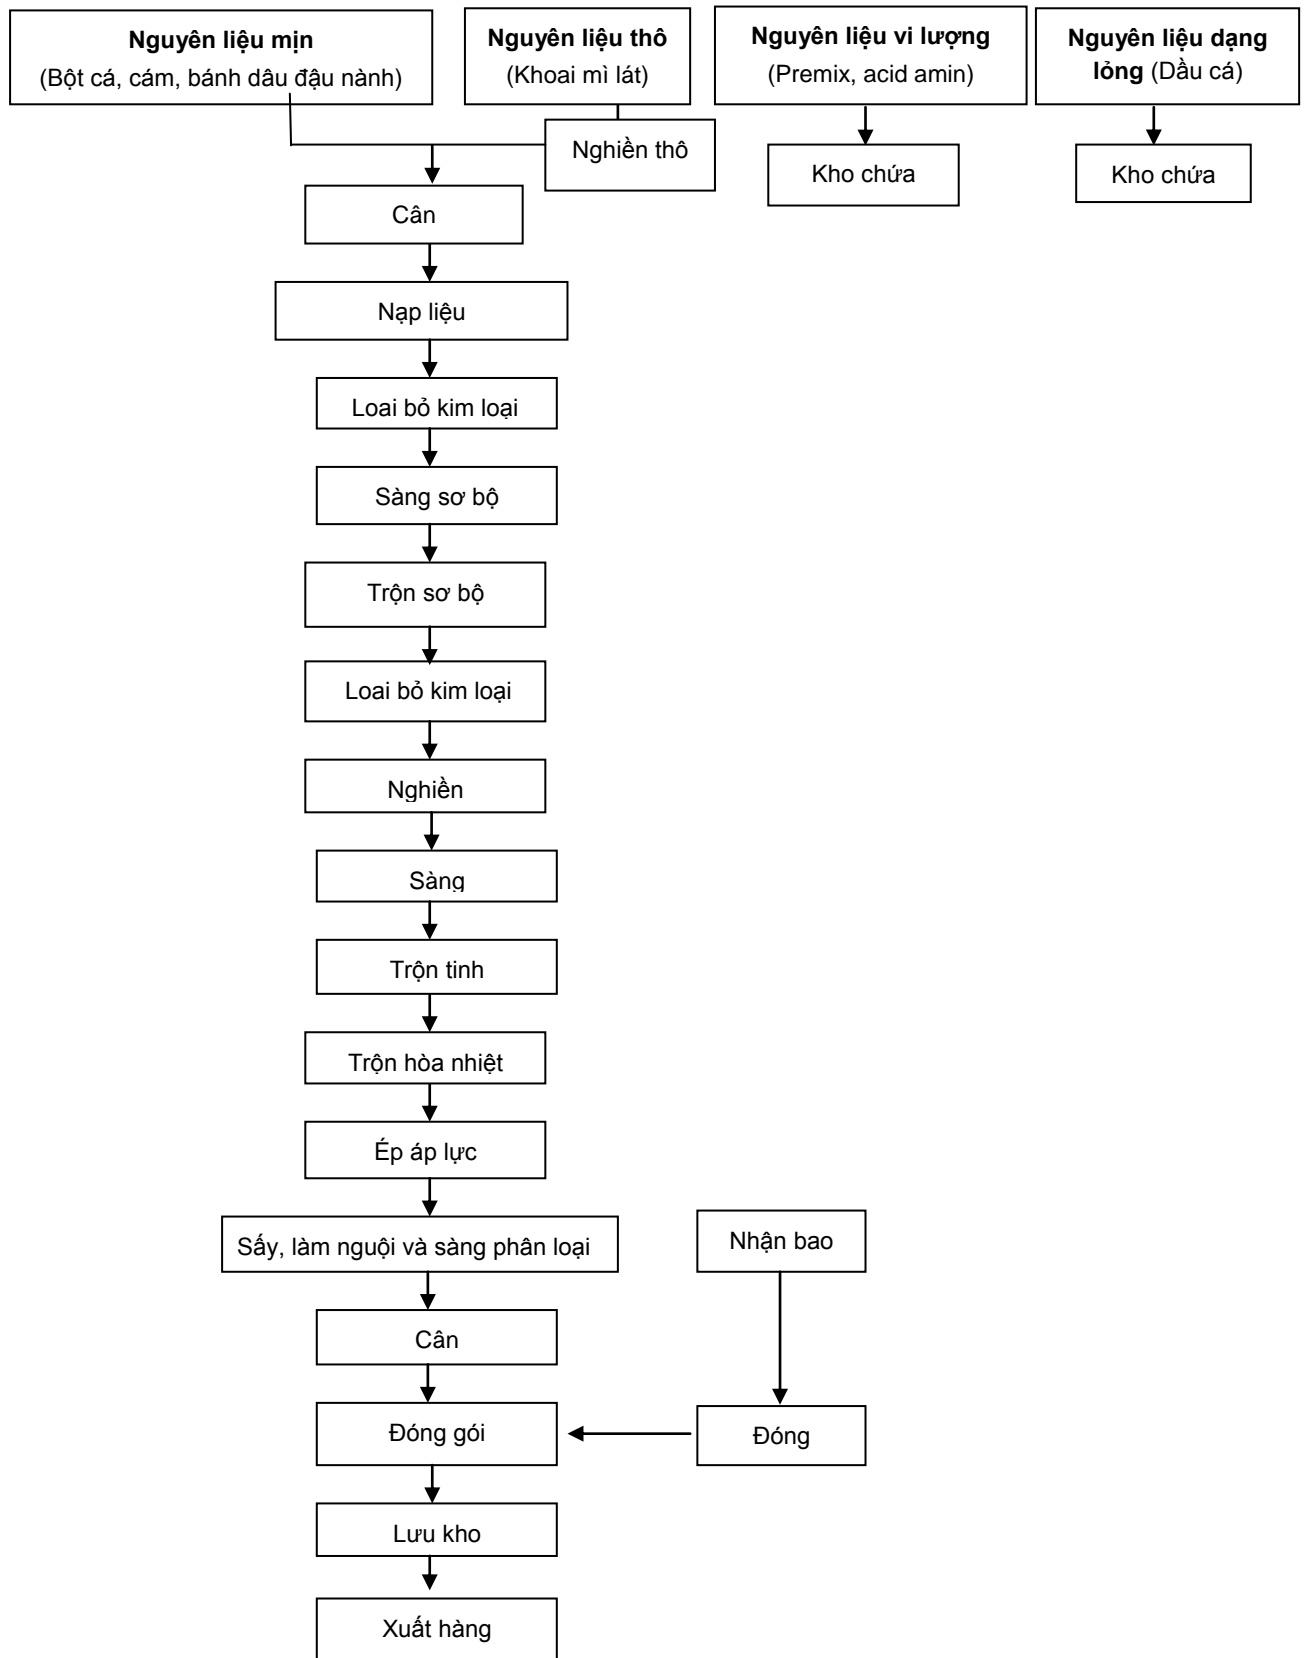 Nguyên liệu mịn
(Bột cá, cám, bánh dâu đậu nành)
Nguyên liệu thô
(Khoai mì lát)
Nguyên liệu vi lượng
(Premix, acid amin)
Nguyên liệu dạng
lỏng (Dầu cá)
Nghiền thô
Kho chứa
Kho chứa
Cân
Nạp liệu
Loai bỏ kim loại
Sàng sơ bộ
Trộn sơ bộ
Loai bỏ kim loại
Nghiền
Sàng
Trộn tinh
Trộn hòa nhiệt
Ép áp lực
Sấy, làm nguội và sàng phân loại
Nhận bao
Cân
Đóng gói
Đóng
Lưu kho
Xuất hàng